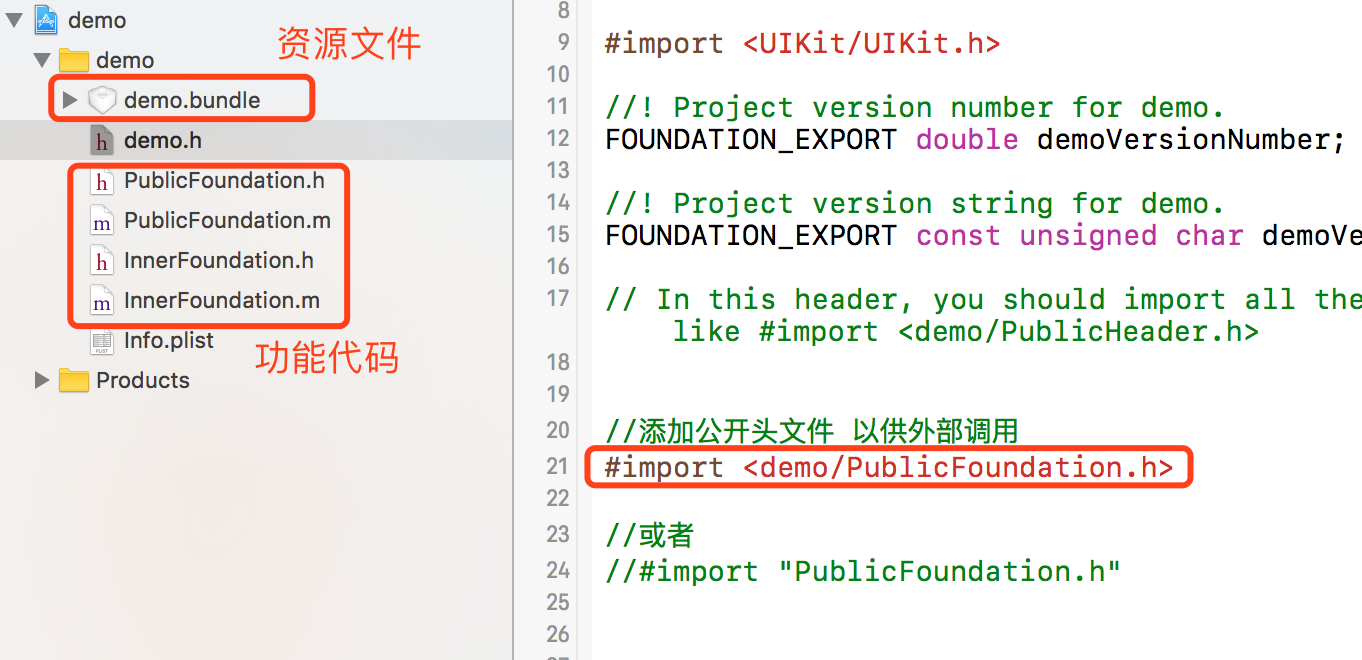 demo
demo
资源文件
demo.bundle
demo.h
PublicFoundation.h
PublicFoundation.m
InnerFoundation.h
InnerFoundation.m
Info.plist
功能代码
Products
8
9 #import <UIKit/UIKit.h>
10
11 //! Project version number for demo.
12 FOUNDATION_EXPORT double demoVersionNumber;
13
14 //! Project version string for demo.
15 FOUNDATION_EXPORT const unsigned char demoVe
16
17 // In this header, you should import all the
like #import <demo/PublicHeader.h>
18
19
20 //添加公开头文件 以供外部调用
21 #import <demo/PublicFoundation.h>
22
23 //或者
24 //#import "PublicFoundation.h"
25
26